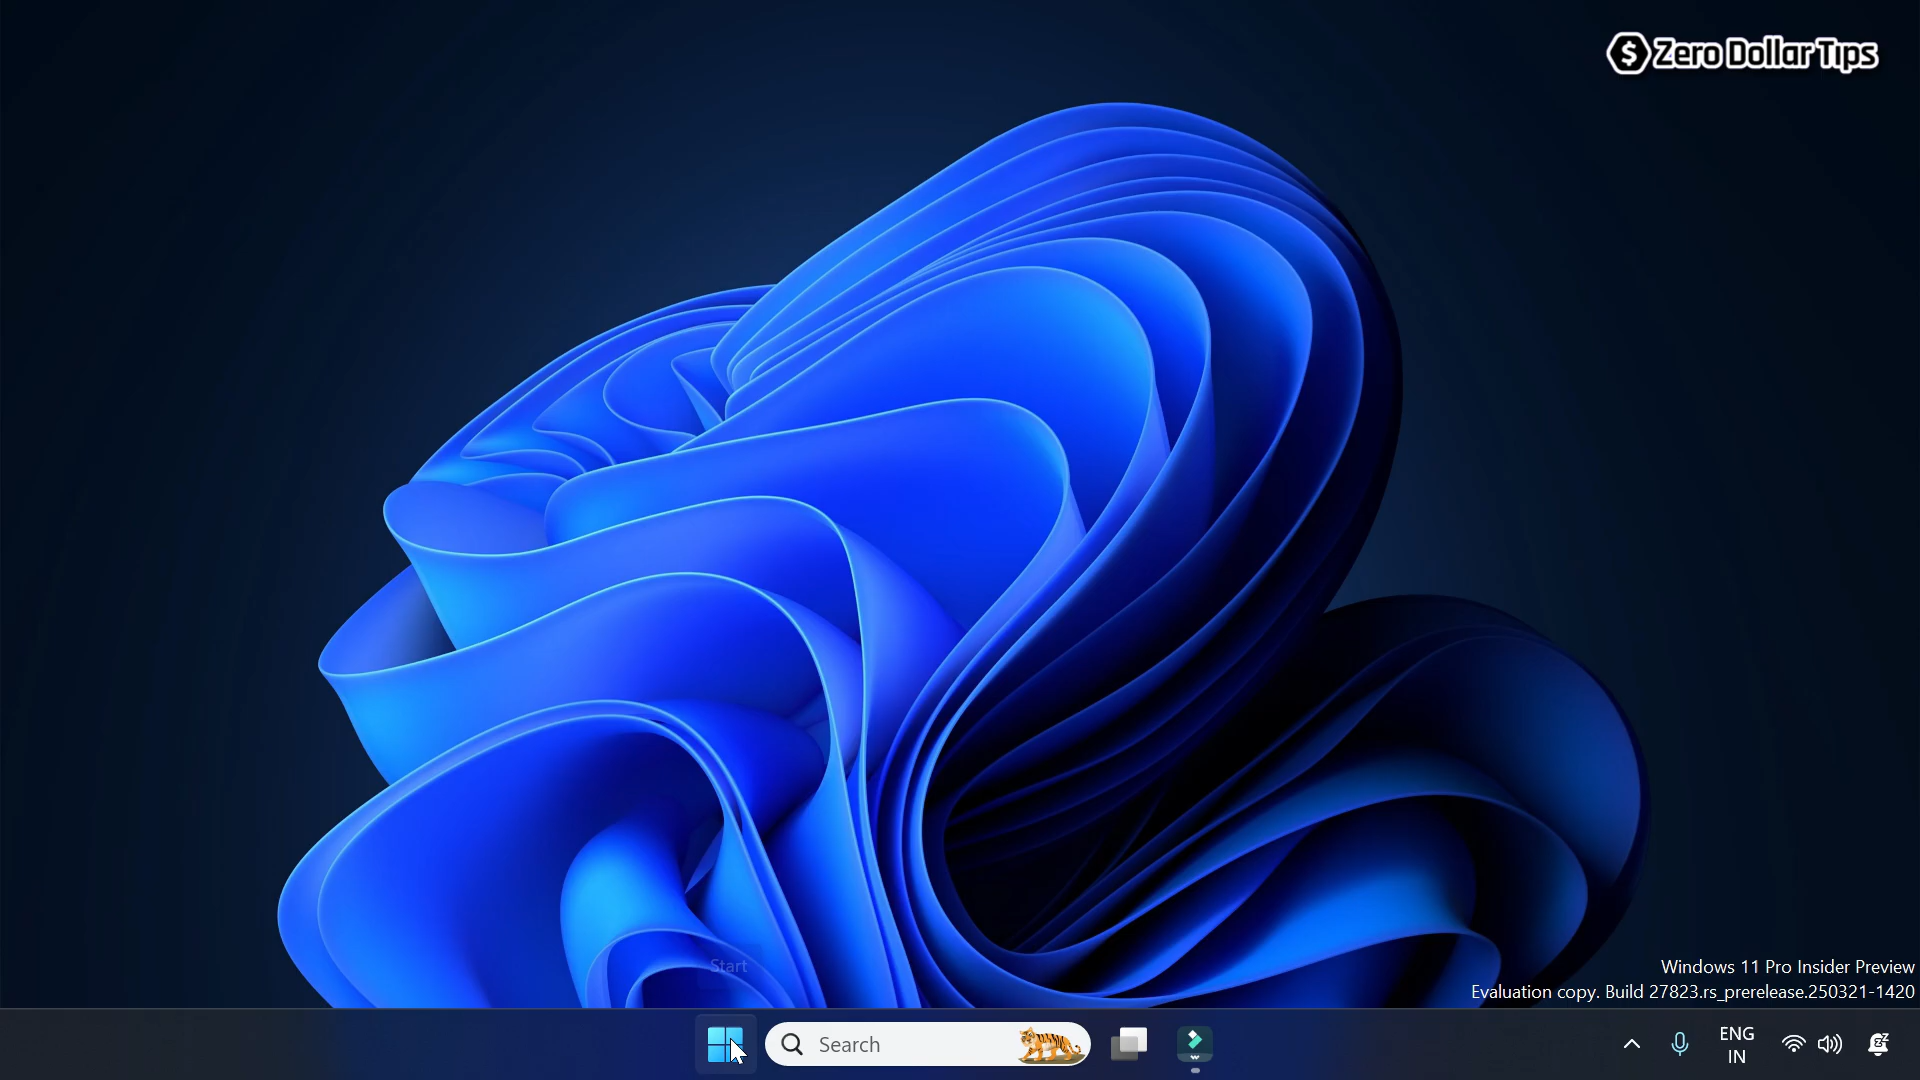 $ Zero Dollar Tips
Start
Windows 11 Pro Insider Preview
Evaluation copy. Build 27823.rs_prerelease.250321-1420
Search
ENG
IN